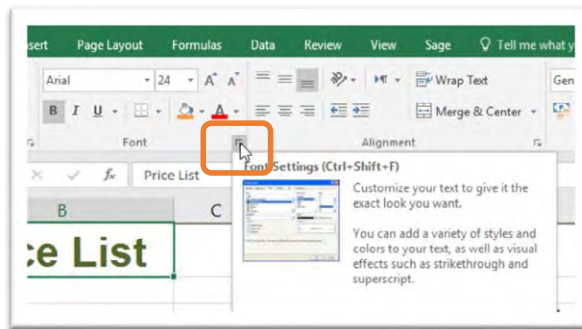 nsert Page Layout Formulas Data Review View Sage Tell me what y
Arial 24 A A Wrap Text Gen
B I U A Merge & Center
Font Alignment
fx Price List
Font Settings (Ctrl+Shift+F)
B C
Customize your text to give it the
exact look you want.
ce List
You can add a variety of styles and
colors to your text, as well as visual
effects such as strikethrough and
superscript.